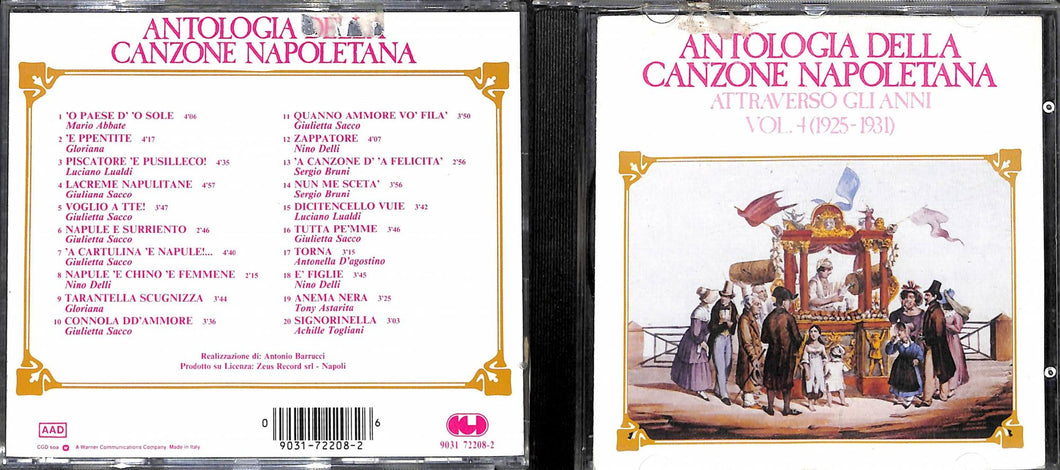 ANTOLOGIA DELLA
CANZONE NAPOLETANA
1 'O PAESE D' 'O SOLE 4'06
Mario Abbate
2 'E PPENTITE 4'17
Gloriana
3 PISCATORE 'E PUSILLECO! 4'35
Luciano Lualdi
4 LACREME NAPULITANE 4'57
Giuliana Sacco
5 VOGLIO A TTE! 3'47
Giulietta Sacco
6 NAPULE E SURRIENTO 2'46
Giulietta Sacco
7 'A CARTULINA 'E NAPULE!... 4'40
Giulietta Sacco
8 NAPULE 'E CHINO 'E FEMMENE 2'15
Nino Delli
9 TARANTELLA SCUGNIZZA 3'44
Gloriana
10 CONNOLA DD'AMMORE 3'36
Giulietta Sacco
11 QUANNO AMMORE VO' FILA' 3'50
Giulietta Sacco
12 ZAPPATORE 4'07
Nino Delli
13 'A CANZONE D' 'A FELICITA' 2'56
Sergio Bruni
14 NUN ME SCETA' 3'56
Sergio Bruni
15 DICITENCELLO VUIE 3'42
Luciano Lualdi
16 TUTTA PE'MME 3'46
Giulietta Sacco
17 TORNA 3'15
Antonella D'agostino
18 E' FIGLIE 3'45
Nino Delli
19 ANEMA NERA 3'25
Tony Astarita
20 SIGNORINELLA 3'03
Achille Togliani
Realizzazione di: Antonio Barrucci
Prodotto su Licenza: Zeus Record srl - Napoli
AAD
CGD spa A Warner Communications Company Made in Italy
0 6
9031-72208-2
CGD
9031 72208-2
ANTOLOGIA DELLA
CANZONE NAPOLETANA
ATTRAVERSO GLI ANNI
VOL. 4 (1925-1931)